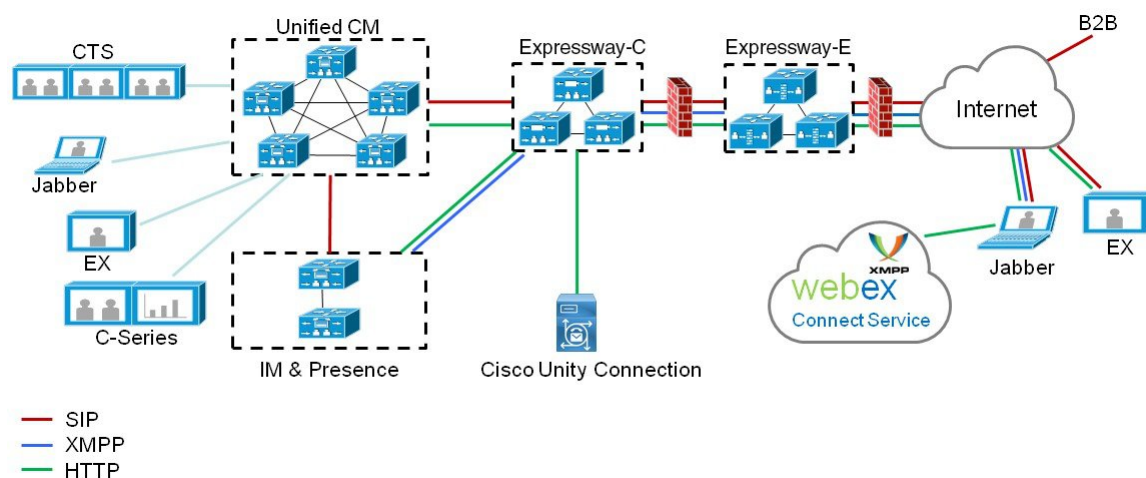 Unified CM
CTS
Expressway-C
Expressway-E
B2B
Internet
Jabber
EX
C-Series
IM & Presence
Cisco Unity Connection
XMPP
webex
Connect Service
Jabber
EX
SIP
XMPP
HTTP